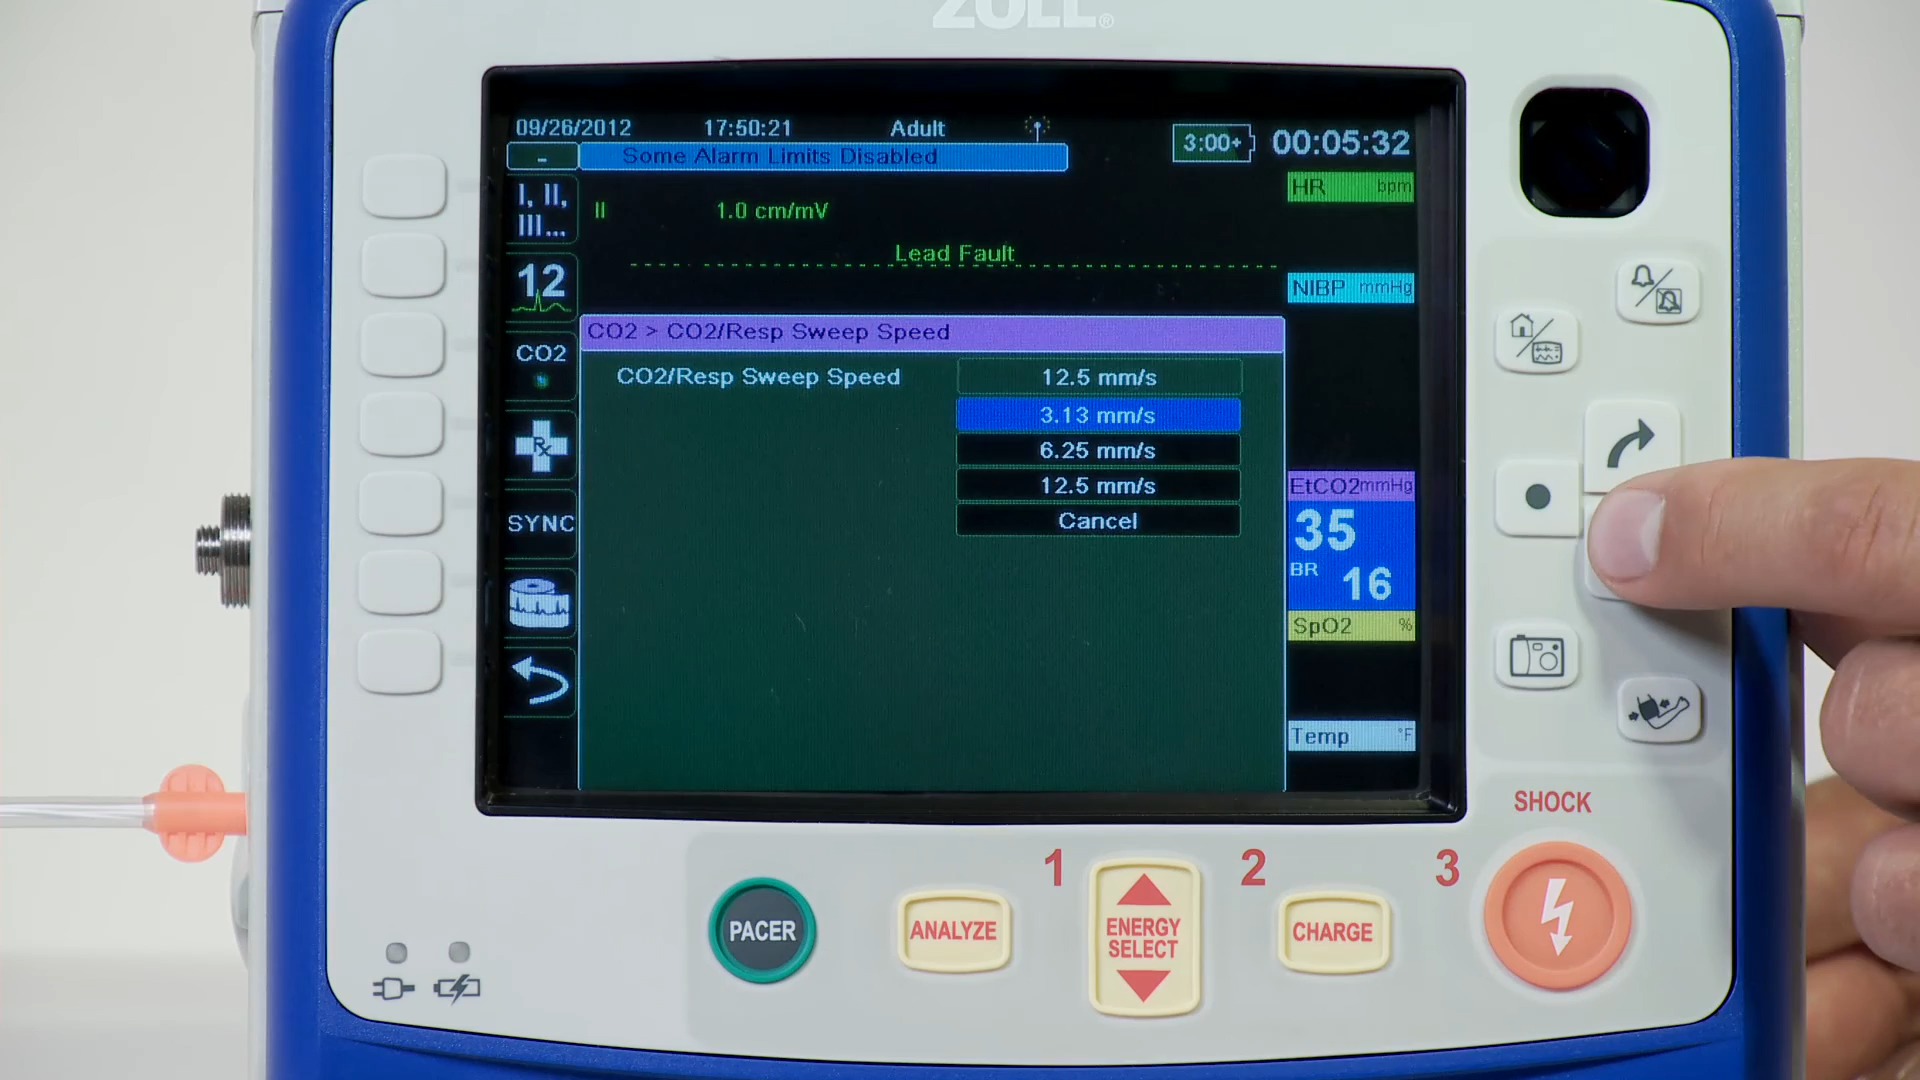 ZOLL®
09/26/2012 17:50:21 Adult 3:00+ 00:05:32
- Some Alarm Limits Disabled
HR bpm
I, II, III...
II 1.0 cm/mV
Lead Fault
12
NIBP mmHg
CO2 > CO2/Resp Sweep Speed
CO2
CO2/Resp Sweep Speed 12.5 mm/s
3.13 mm/s
6.25 mm/s
12.5 mm/s
Cancel
Rx
EtCO2 mmHg
35
BR 16
SYNC
SpO2 %
Temp °F
SHOCK
1 2 3
PACER
ANALYZE
ENERGY
SELECT
CHARGE